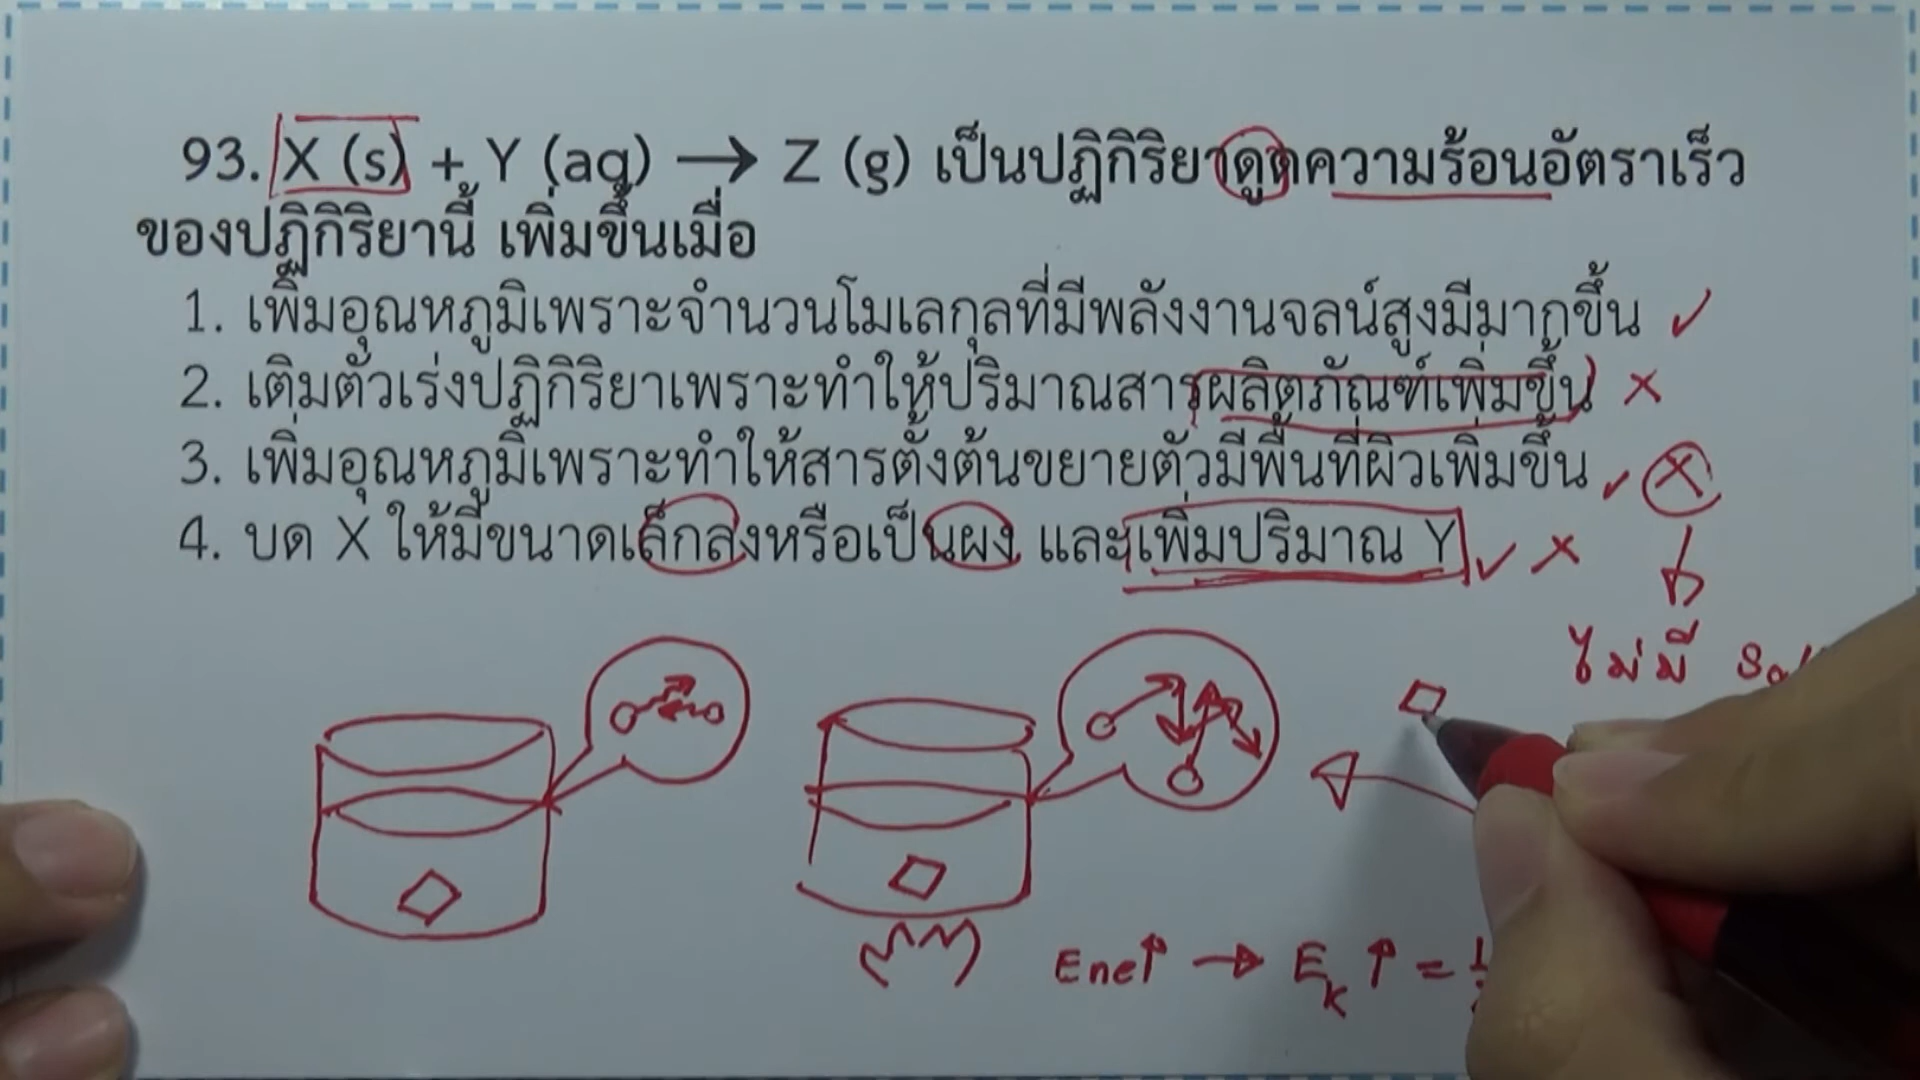 93. X (s) + Y (aq) → Z (g) เป็นปฏิกิริยาดูดความร้อนอัตราเร็ว
ของปฏิกิริยานี้ เพิ่มขึ้นเมื่อ
1. เพิ่มอุณหภูมิเพราะจำนวนโมเลกุลที่มีพลังงานจลน์สูงมีมากขึ้น ✓
2. เติมตัวเร่งปฏิกิริยาเพราะทำให้ปริมาณสารผลิตภัณฑ์เพิ่มขึ้น ×
3. เพิ่มอุณหภูมิเพราะทำให้สารตั้งต้นขยายตัวมีพื้นที่ผิวเพิ่มขึ้น ✓ ×
4. บด X ให้มีขนาดเล็กลงหรือเป็นผง และเพิ่มปริมาณ Y ✓ ×
ไม่มี
Ene↑ → Ek ↑ =